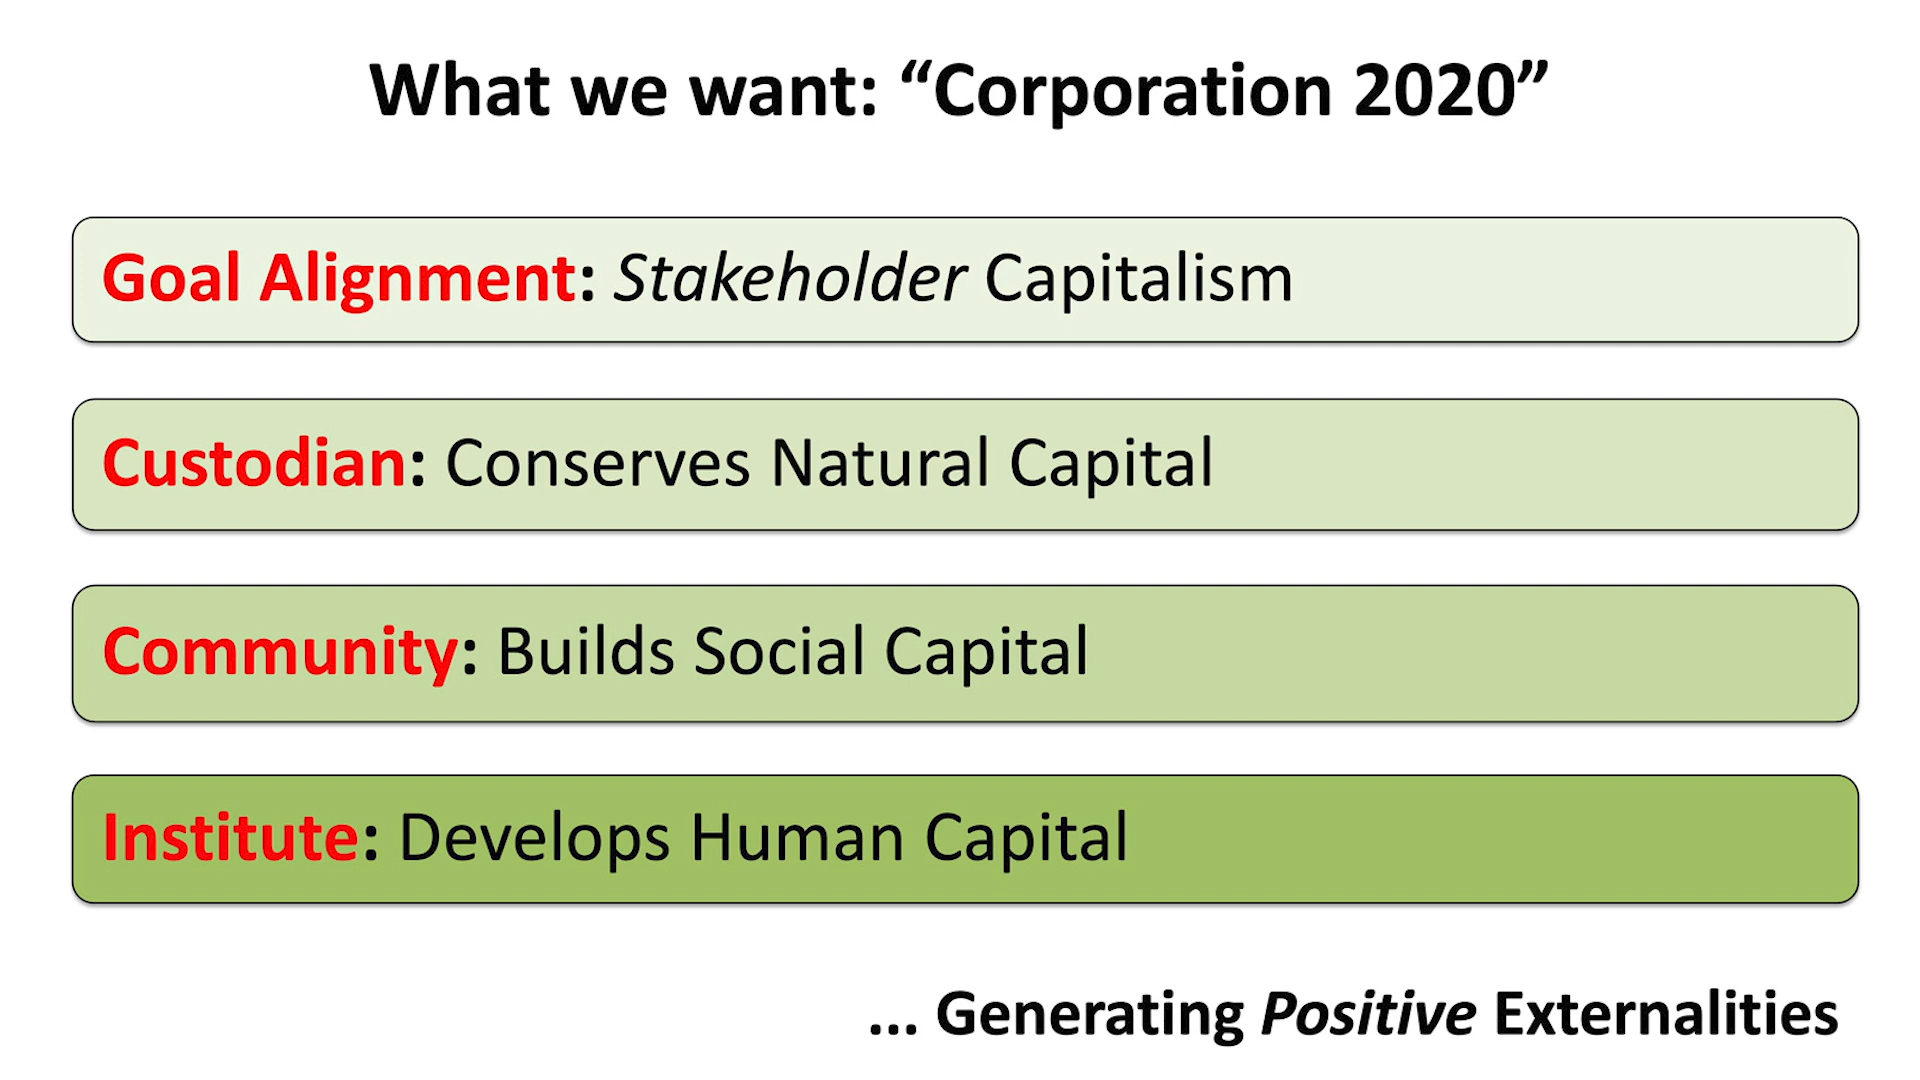 What we want: “Corporation 2020”
Goal Alignment: Stakeholder Capitalism
Custodian: Conserves Natural Capital
Community: Builds Social Capital
Institute: Develops Human Capital
... Generating Positive Externalities